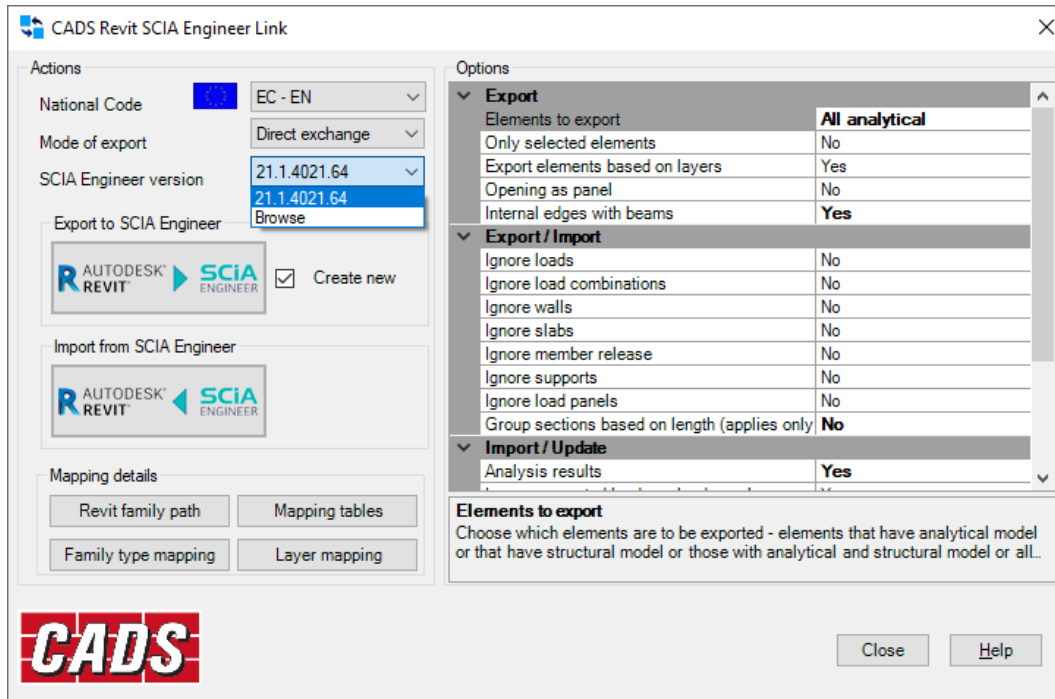 CADS Revit SCIA Engineer Link
Actions
National Code
EC - EN
Mode of export
Direct exchange
SCIA Engineer version
21.1.4021.64
21.1.4021.64
Browse
Export to SCIA Engineer
AUTODESK REVIT
SCiA ENGINEER
Create new
Import from SCIA Engineer
AUTODESK REVIT
SCiA ENGINEER
Mapping details
Revit family path
Mapping tables
Family type mapping
Layer mapping
Options
Export
Elements to export All analytical
Only selected elements No
Export elements based on layers Yes
Opening as panel No
Internal edges with beams Yes
Export / Import
Ignore loads No
Ignore load combinations No
Ignore walls No
Ignore slabs No
Ignore member release No
Ignore supports No
Ignore load panels No
Group sections based on length (applies only No
Import / Update
Analysis results Yes
Elements to export
Choose which elements are to be exported - elements that have analytical model
or that have structural model or those with analytical and structural model or all...
CADS
Close
Help